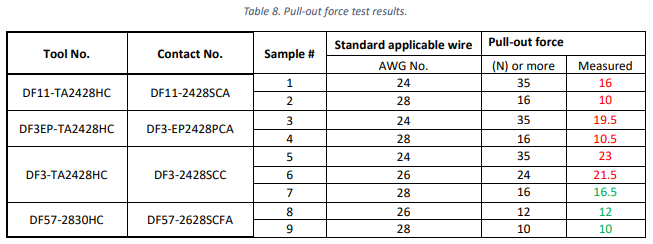 Table 8. Pull-out force test results.
Tool No. Contact No. Sample # Standard applicable wire Pull-out force
AWG No. (N) or more Measured
DF11-TA2428HC DF11-2428SCA 1 24 35 16
2 28 16 10
DF3EP-TA2428HC DF3-EP2428PCA 3 24 35 19.5
4 28 16 10.5
DF3-TA2428HC DF3-2428SCC 5 24 35 23
6 26 24 21.5
7 28 16 16.5
DF57-2830HC DF57-2628SCFA 8 26 12 12
9 28 10 10